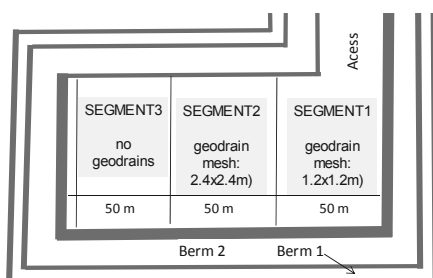 Acess
SEGMENT3
SEGMENT2
SEGMENT1
no
geodrains
geodrain
mesh:
2.4x2.4m)
geodrain
mesh:
1.2x1.2m)
50 m
50 m
50 m
Berm 2
Berm 1